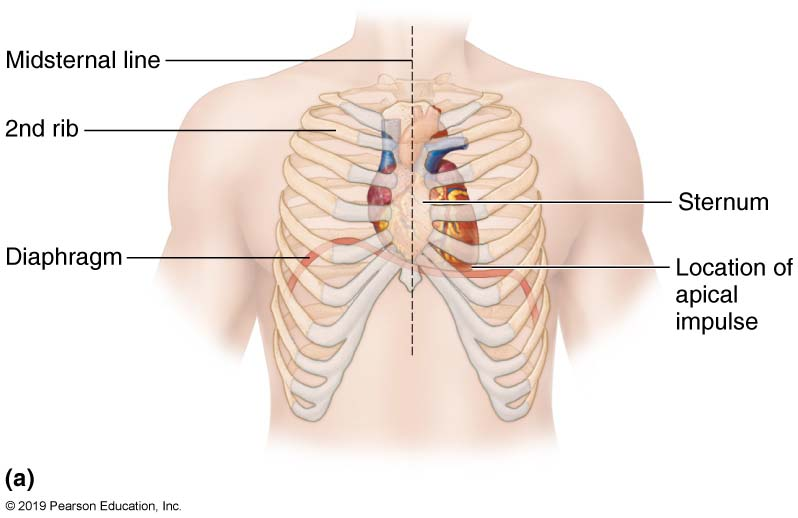 Midsternal line
2nd rib
Sternum
Diaphragm
Location of
apical
impulse
(a)
© 2019 Pearson Education, Inc.